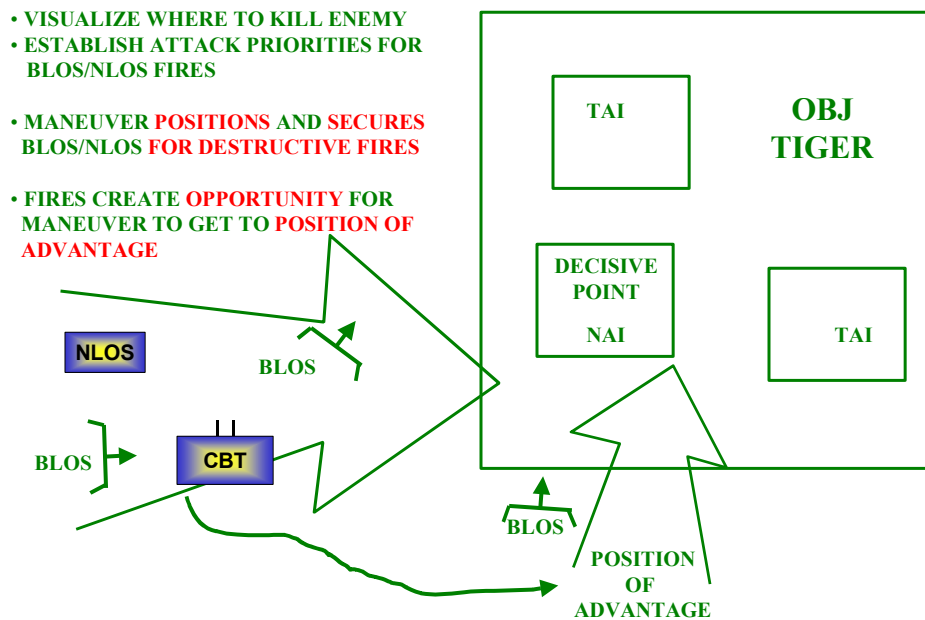 • VISUALIZE WHERE TO KILL ENEMY
• ESTABLISH ATTACK PRIORITIES FOR
BLOS/NLOS FIRES
• MANEUVER POSITIONS AND SECURES
BLOS/NLOS FOR DESTRUCTIVE FIRES
• FIRES CREATE OPPORTUNITY FOR
MANEUVER TO GET TO POSITION OF
ADVANTAGE
TAI
OBJ
TIGER
DECISIVE
POINT
NAI
TAI
NLOS
BLOS
BLOS
CBT
BLOS
POSITION
OF
ADVANTAGE